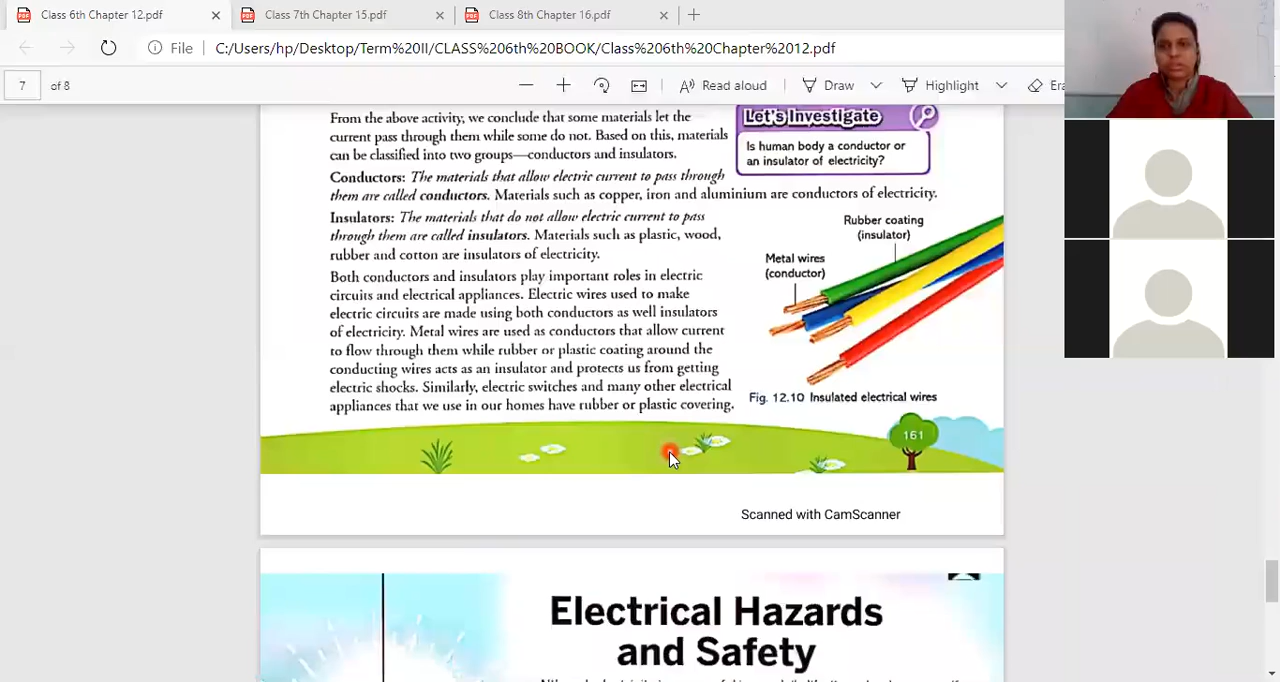 Class 6th Chapter 12.pdf
Class 7th Chapter 15.pdf
Class 8th Chapter 16.pdf
File
C:/Users/hp/Desktop/Term%20II/CLASS%206th%20BOOK/Class%206th%20Chapter%2012.pdf
7 of 8
Read aloud
Draw
Highlight
Era
From the above activity, we conclude that some materials let the
current pass through them while some do not. Based on this, materials
can be classified into two groups—conductors and insulators.
Let's Investigate
Is human body a conductor or
an insulator of electricity?
Conductors: The materials that allow electric current to pass through
them are called conductors. Materials such as copper, iron and aluminium are conductors of electricity.
Insulators: The materials that do not allow electric current to pass
through them are called insulators. Materials such as plastic, wood,
rubber and cotton are insulators of electricity.
Both conductors and insulators play important roles in electric
circuits and electrical appliances. Electric wires used to make
electric circuits are made using both conductors as well insulators
of electricity. Metal wires are used as conductors that allow current
to flow through them while rubber or plastic coating around the
conducting wires acts as an insulator and protects us from getting
electric shocks. Similarly, electric switches and many other electrical
appliances that we use in our homes have rubber or plastic covering.
Rubber coating
(insulator)
Metal wires
(conductor)
Fig. 12.10 Insulated electrical wires
161
Scanned with CamScanner
Electrical Hazards
and Safety